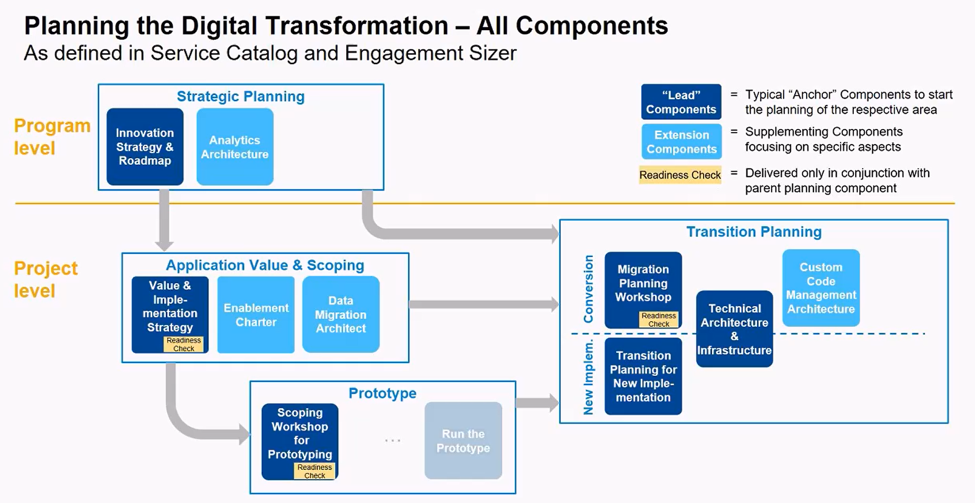 Planning the Digital Transformation – All Components
As defined in Service Catalog and Engagement Sizer
Program
level
Strategic Planning
Innovation
Strategy &
Roadmap
Analytics
Architecture
“Lead”
Components
= Typical “Anchor” Components to start
the planning of the respective area
Extension
Components
= Supplementing Components
focusing on specific aspects
Readiness Check
= Delivered only in conjunction with
parent planning component
Project
level
Application Value & Scoping
Value &
Imple-
mentation
Strategy
Readiness
Check
Enablement
Charter
Data
Migration
Architect
Prototype
Scoping
Workshop
for
Prototyping
Readiness
Check
...
Run the
Prototype
Transition Planning
Conversion
Migration
Planning
Workshop
Readiness
Check
Technical
Architecture
&
Infrastructure
Custom
Code
Management
Architecture
New Implem.
Transition
Planning for
New Imple-
mentation